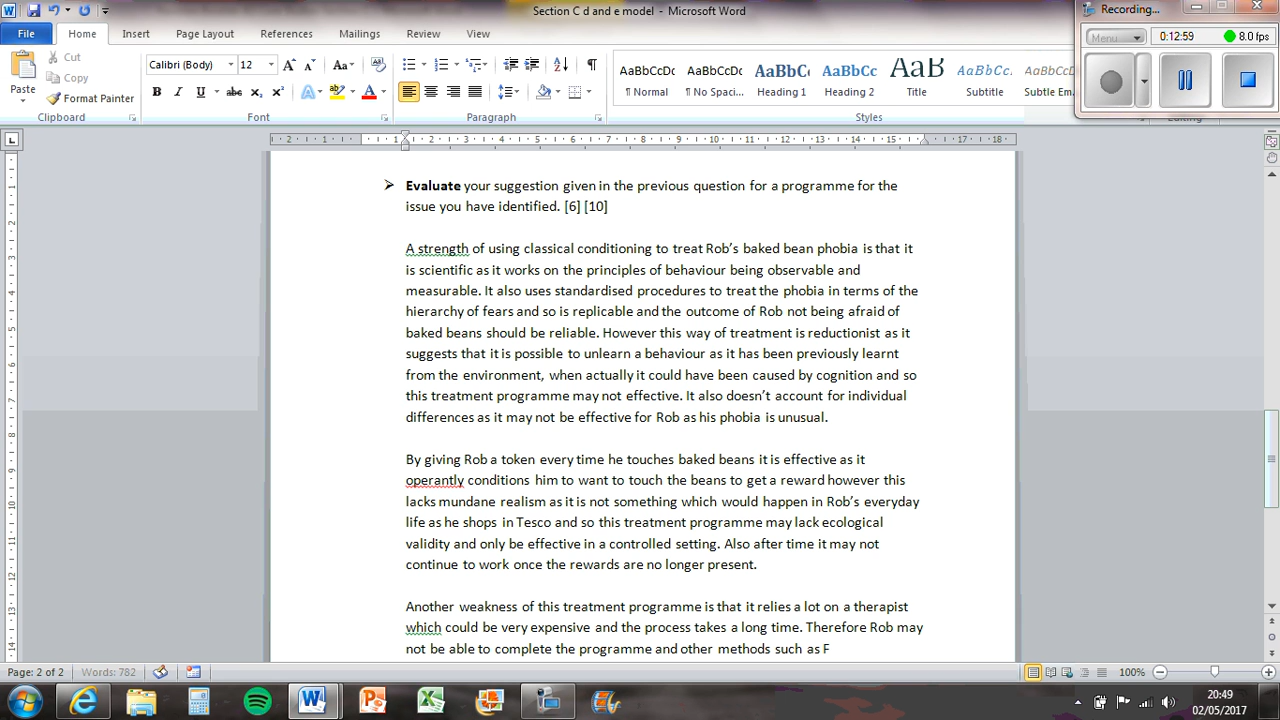 Section C d and e model - Microsoft Word
Recording...
File Home Insert Page Layout References Mailings Review View
Menu 0:12:59 8.0 fps
Cut
Copy
Format Painter
Paste
Calibri (Body) 12
AaBbCcDc AaBbCcDc AaBbCc AaBbCc AaB AaBbCc. AaBbCcDc
¶ Normal ¶ No Spaci... Heading 1 Heading 2 Title Subtitle Subtle Em...
Clipboard Font Paragraph Styles Editing
Evaluate your suggestion given in the previous question for a programme for the
issue you have identified. [6] [10]
A strength of using classical conditioning to treat Rob's baked bean phobia is that it
is scientific as it works on the principles of behaviour being observable and
measurable. It also uses standardised procedures to treat the phobia in terms of the
hierarchy of fears and so is replicable and the outcome of Rob not being afraid of
baked beans should be reliable. However this way of treatment is reductionist as it
suggests that it is possible to unlearn a behaviour as it has been previously learnt
from the environment, when actually it could have been caused by cognition and so
this treatment programme may not effective. It also doesn't account for individual
differences as it may not be effective for Rob as his phobia is unusual.
By giving Rob a token every time he touches baked beans it is effective as it
operantly conditions him to want to touch the beans to get a reward however this
lacks mundane realism as it is not something which would happen in Rob's everyday
life as he shops in Tesco and so this treatment programme may lack ecological
validity and only be effective in a controlled setting. Also after time it may not
continue to work once the rewards are no longer present.
Another weakness of this treatment programme is that it relies a lot on a therapist
which could be very expensive and the process takes a long time. Therefore Rob may
not be able to complete the programme and other methods such as F
Page: 2 of 2 Words: 782 100%
20:49
02/05/2017